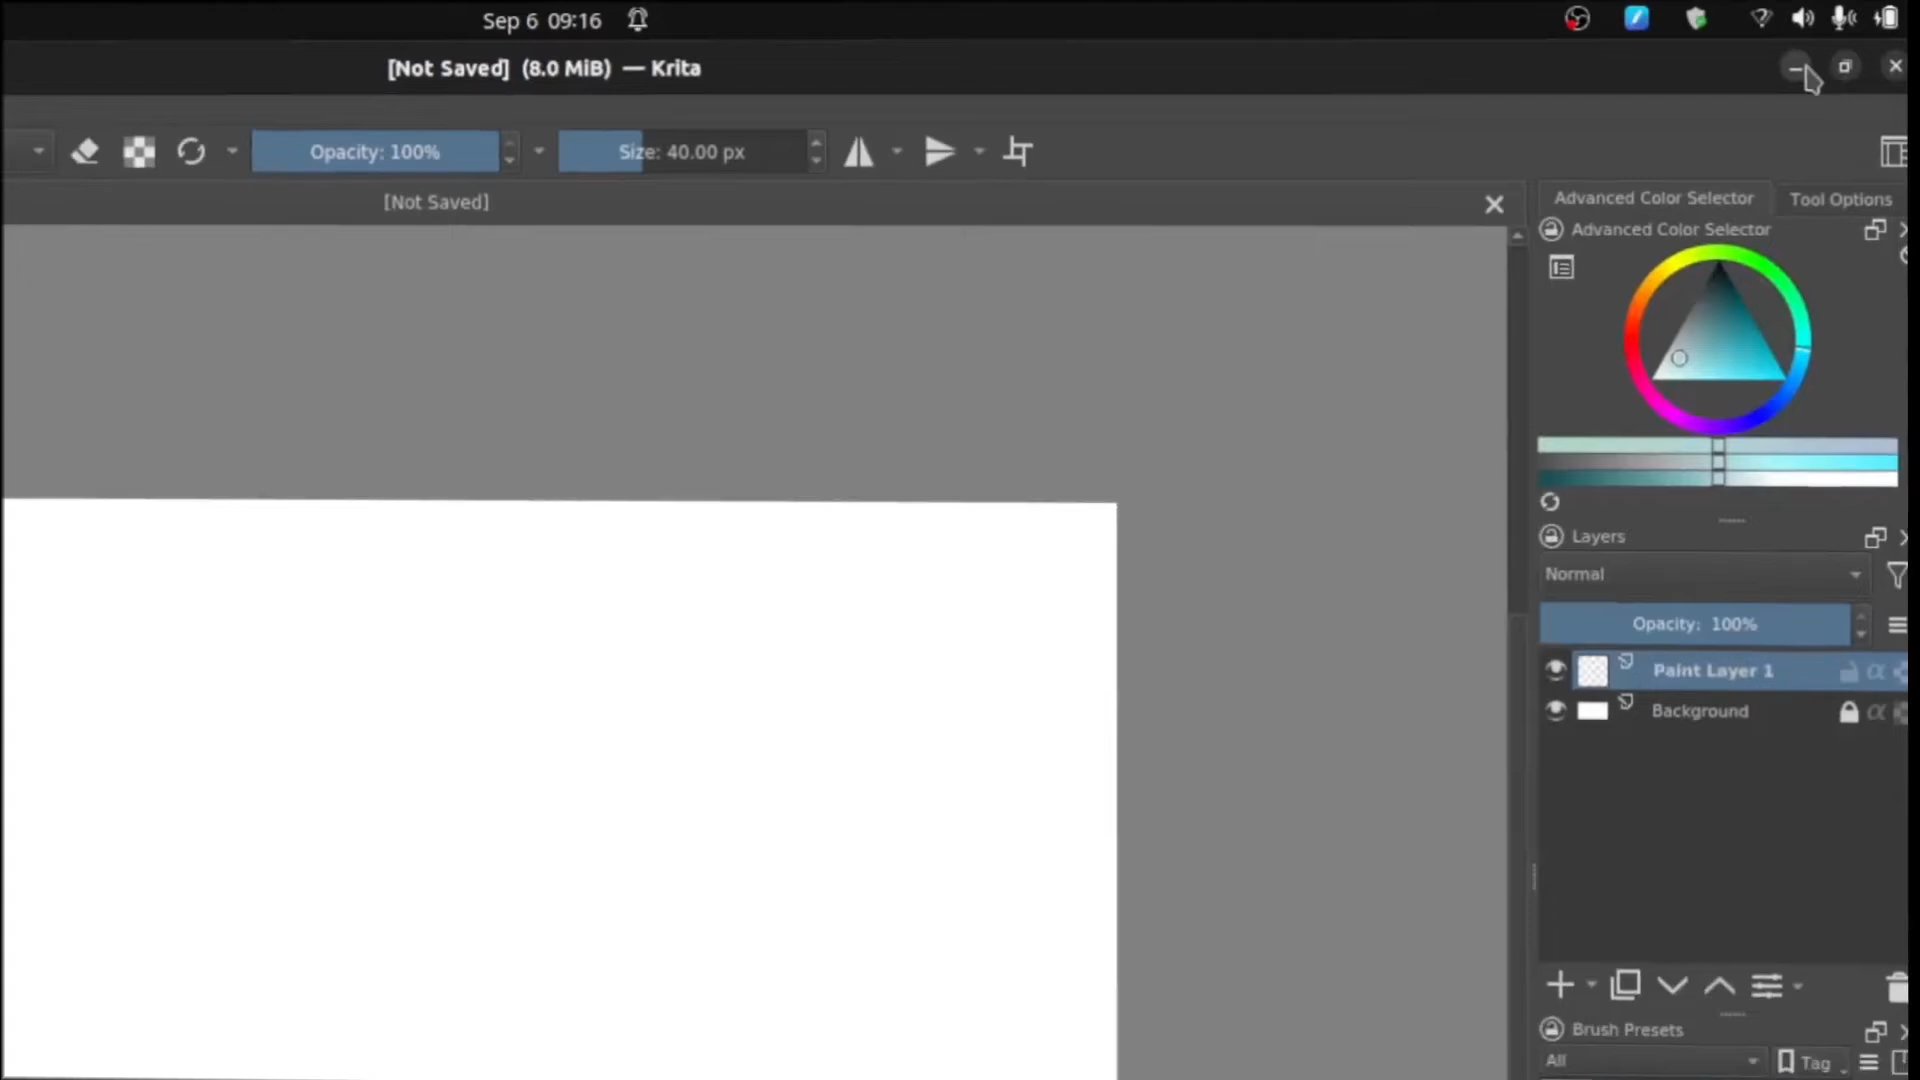 Sep 6 09:16
[Not Saved] (8.0 MiB) — Krita
Opacity: 100%
Size: 40.00 px
[Not Saved]
Advanced Color Selector
Tool Options
Advanced Color Selector
Layers
Normal
Opacity: 100%
Paint Layer 1
Background
Brush Presets
All
Tag